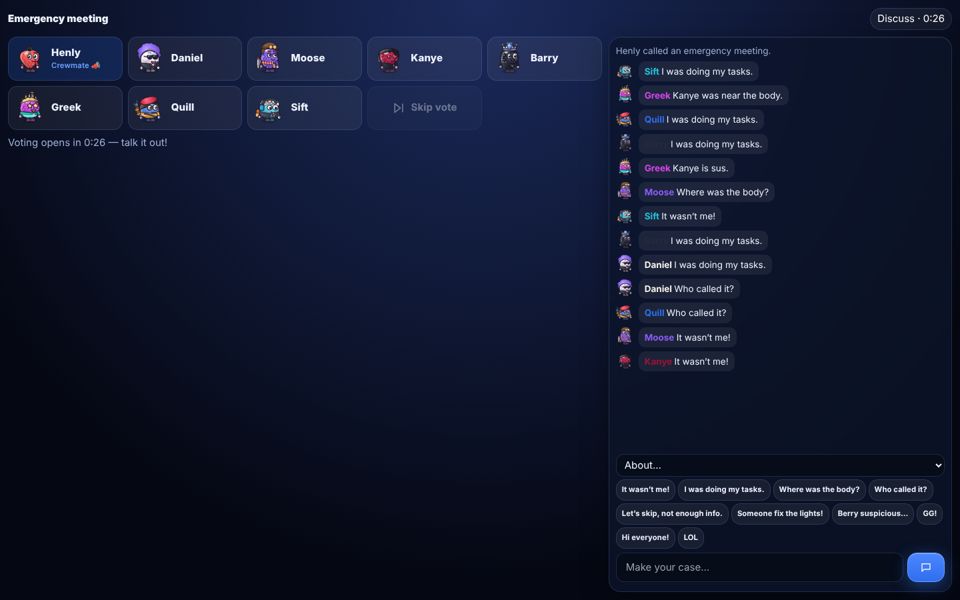 Emergency meeting
Discuss · 0:26
Henly
Crewmate
Daniel
Moose
Kanye
Barry
Greek
Quill
Sift
Skip vote
Voting opens in 0:26 — talk it out!
Henly called an emergency meeting.
Sift I was doing my tasks.
Greek Kanye was near the body.
Quill I was doing my tasks.
I was doing my tasks.
Greek Kanye is sus.
Moose Where was the body?
Sift It wasn't me!
I was doing my tasks.
Daniel I was doing my tasks.
Daniel Who called it?
Quill Who called it?
Moose It wasn't me!
Kanye It wasn't me!
About...
It wasn't me!
I was doing my tasks.
Where was the body?
Who called it?
Let's skip, not enough info.
Someone fix the lights!
Berry suspicious...
GG!
Hi everyone!
LOL
Make your case...